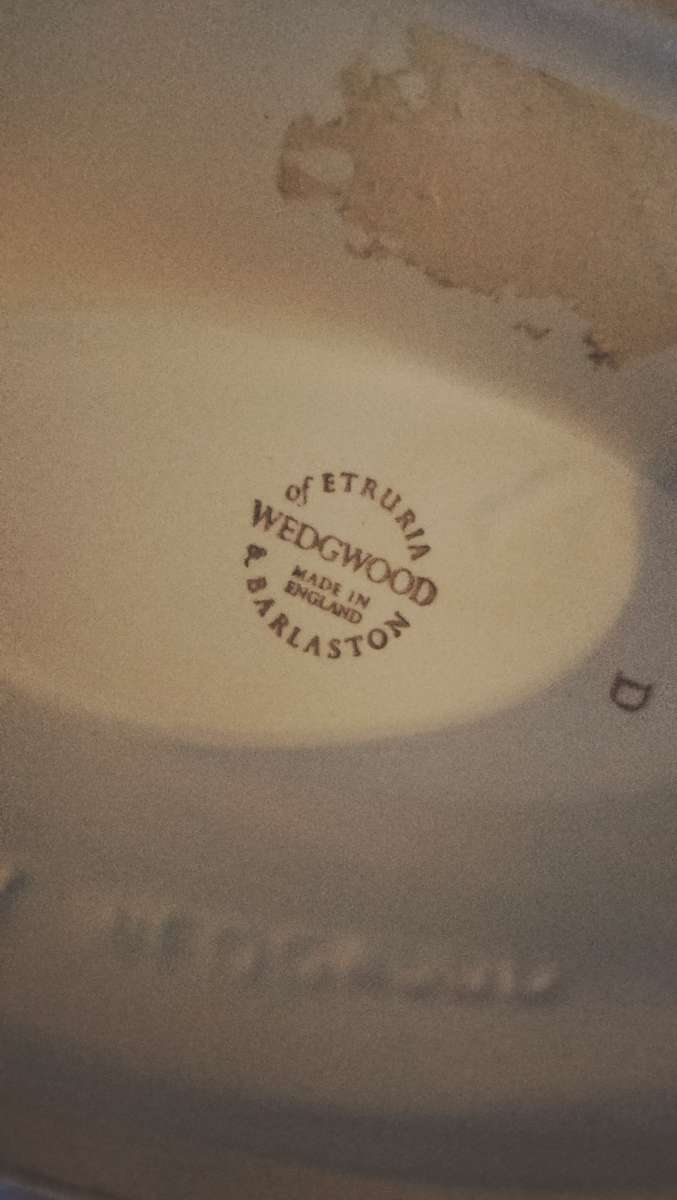 of ETRURIA
WEDGWOOD
MADE IN
ENGLAND
& BARLASTON
D